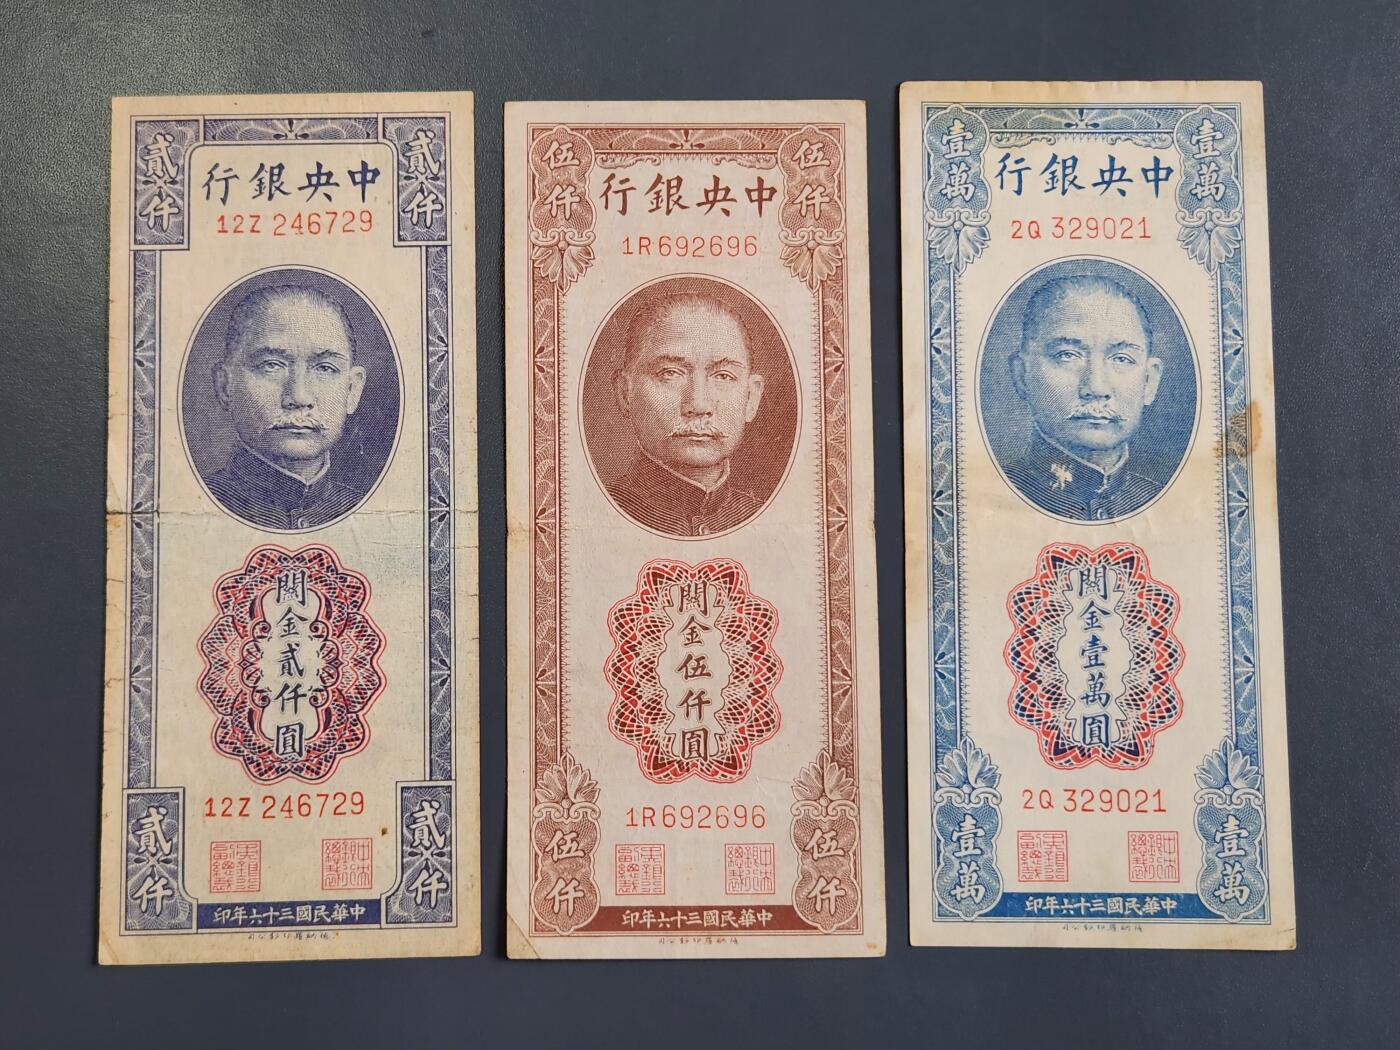 貳仟
貳仟
中央銀行
12Z 246729
關金貳仟圓
12Z 246729
貳仟
貳仟
中華民國三十六年印
伍仟
伍仟
中央銀行
1R 692696
關金伍仟圓
1R 692696
伍仟
伍仟
中華民國三十六年印
壹萬
壹萬
中央銀行
2Q 329021
關金壹萬圓
2Q 329021
壹萬
壹萬
中華民國三十六年印